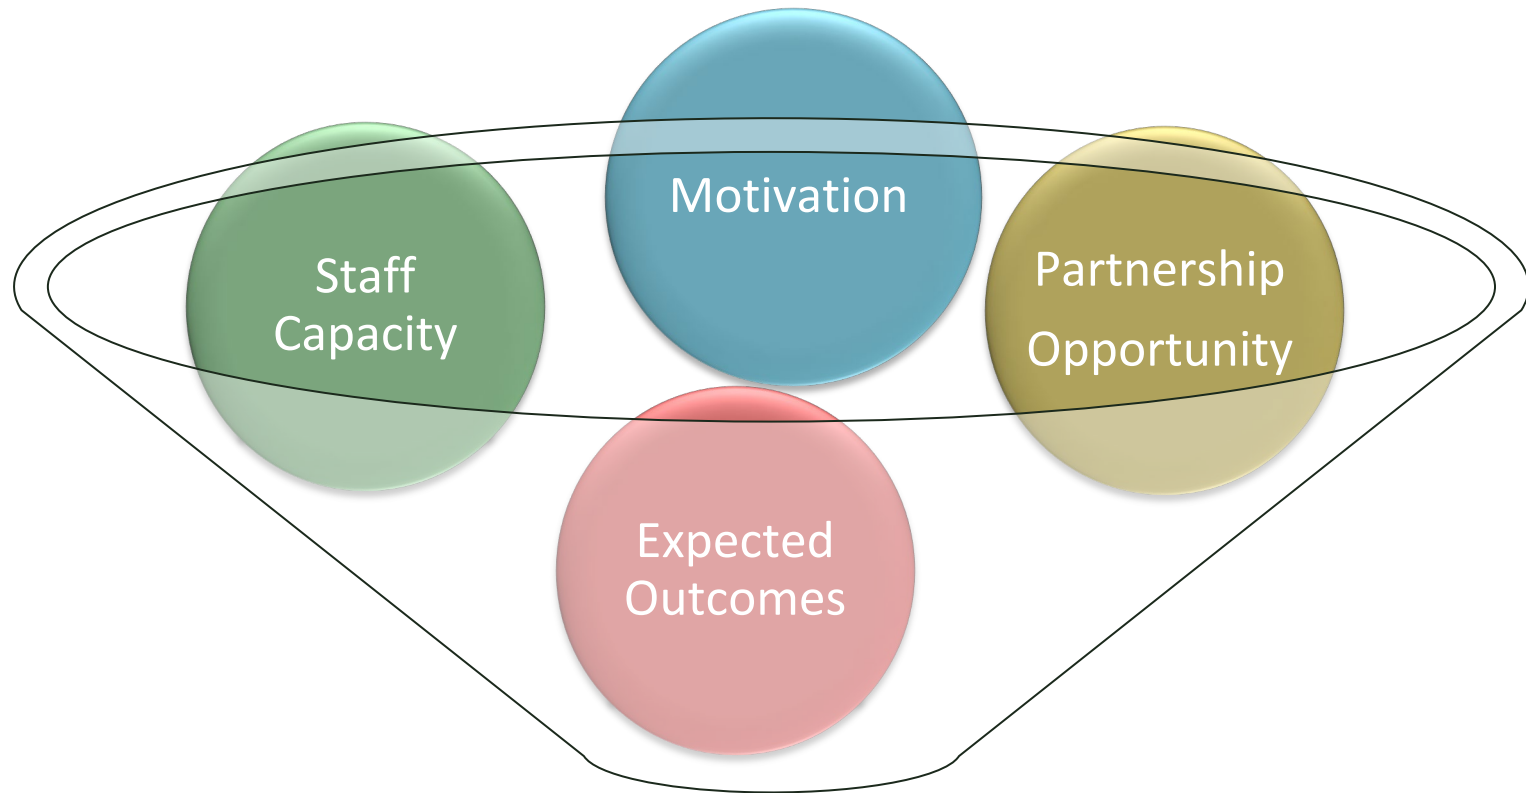 Motivation
Staff
Capacity
Partnership
Opportunity
Expected
Outcomes